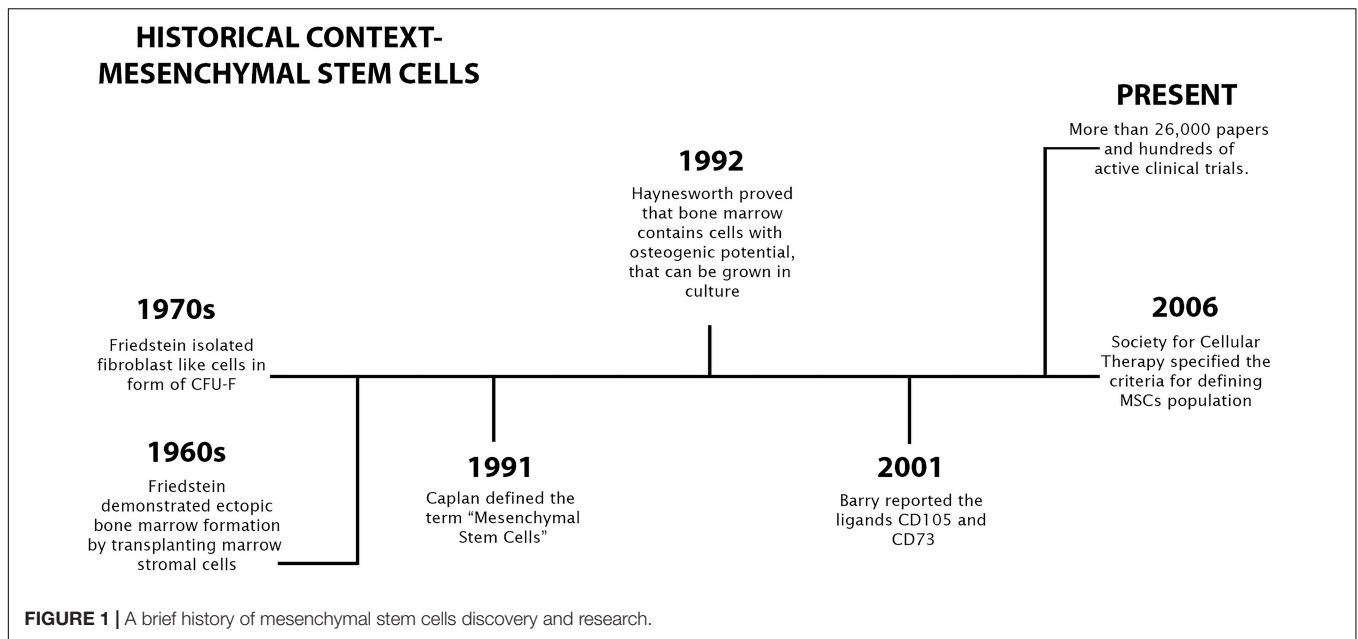 HISTORICAL CONTEXT-
MESENCHYMAL STEM CELLS
PRESENT
More than 26,000 papers
and hundreds of
active clinical trials.
1992
Haynesworth proved
that bone marrow
contains cells with
osteogenic potential,
that can be grown in
culture
1970s
Friedstein isolated
fibroblast like cells in
form of CFU-F
2006
Society for Cellular
Therapy specified the
criteria for defining
MSCs population
1960s
Friedstein
demonstrated ectopic
bone marrow formation
by transplanting marrow
stromal cells
1991
Caplan defined the
term “Mesenchymal
Stem Cells”
2001
Barry reported the
ligands CD105 and
CD73
FIGURE 1 | A brief history of mesenchymal stem cells discovery and research.